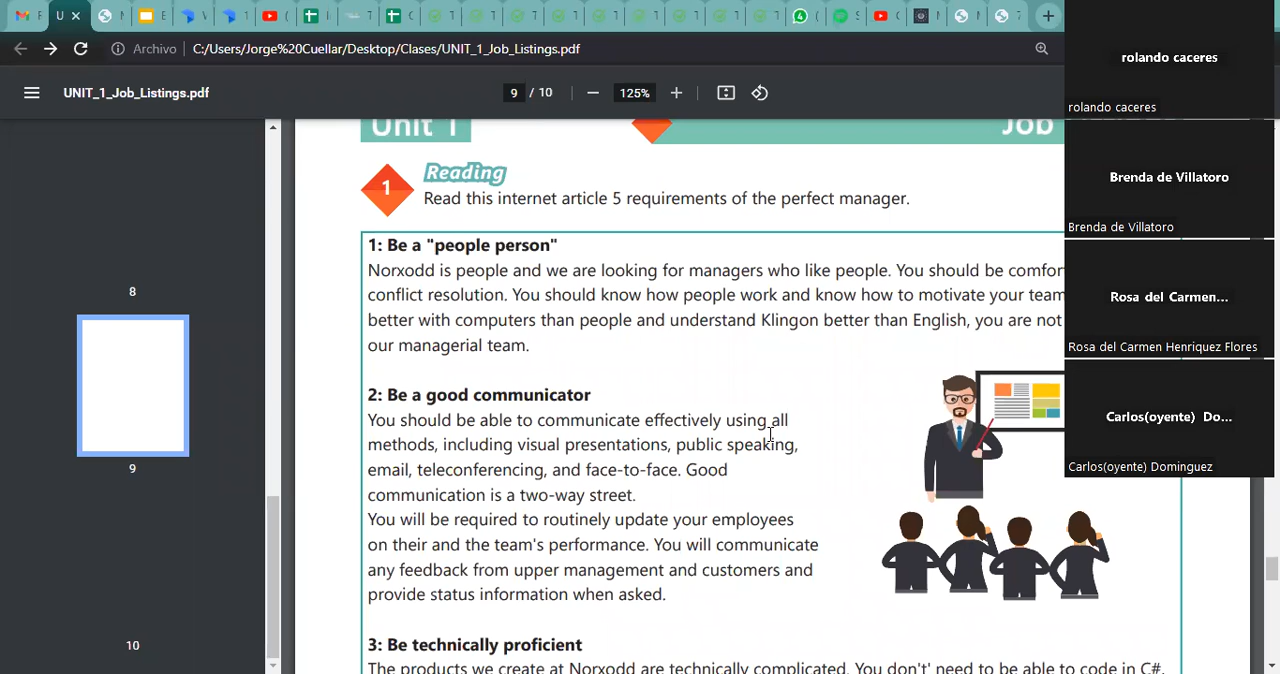 Archivo C:/Users/Jorge%20Cuellar/Desktop/Clases/UNIT_1_Job_Listings.pdf
UNIT_1_Job_Listings.pdf
9 / 10
125%
8
9
10
Unit 1
Job
1
Reading
Read this internet article 5 requirements of the perfect manager.
1: Be a "people person"
Norxodd is people and we are looking for managers who like people. You should be comfor
conflict resolution. You should know how people work and know how to motivate your team
better with computers than people and understand Klingon better than English, you are not
our managerial team.
2: Be a good communicator
You should be able to communicate effectively using all
methods, including visual presentations, public speaking,
email, teleconferencing, and face-to-face. Good
communication is a two-way street.
You will be required to routinely update your employees
on their and the team's performance. You will communicate
any feedback from upper management and customers and
provide status information when asked.
3: Be technically proficient
The products we create at Norxodd are technically complicated. You don't' need to be able to code in C#,
rolando caceres
rolando caceres
Brenda de Villatoro
Brenda de Villatoro
Rosa del Carmen...
Rosa del Carmen Henriquez Flores
Carlos(oyente) Do...
Carlos(oyente) Dominguez